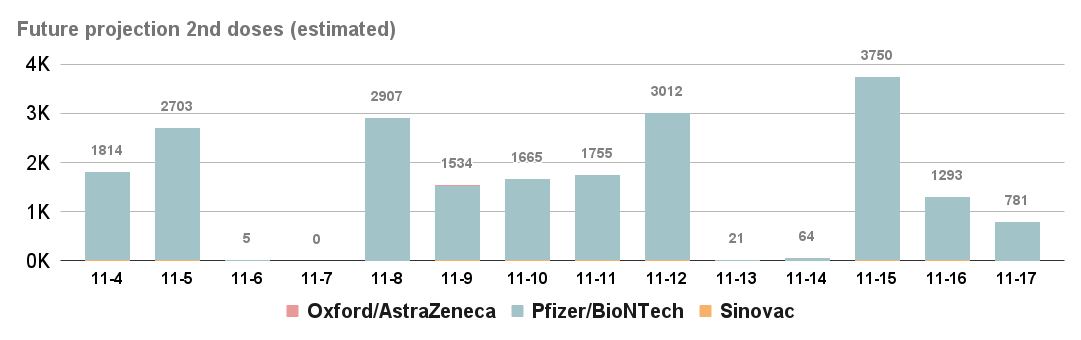 Future projection 2nd doses (estimated)
4K
3750
3K
3012
2907
2703
2K
1814
1755
1665
1534
1293
1K
781
5
0
21
64
0K
11-4 11-5 11-6 11-7 11-8 11-9 11-10 11-11 11-12 11-13 11-14 11-15 11-16 11-17
Oxford/AstraZeneca Pfizer/BioNTech Sinovac